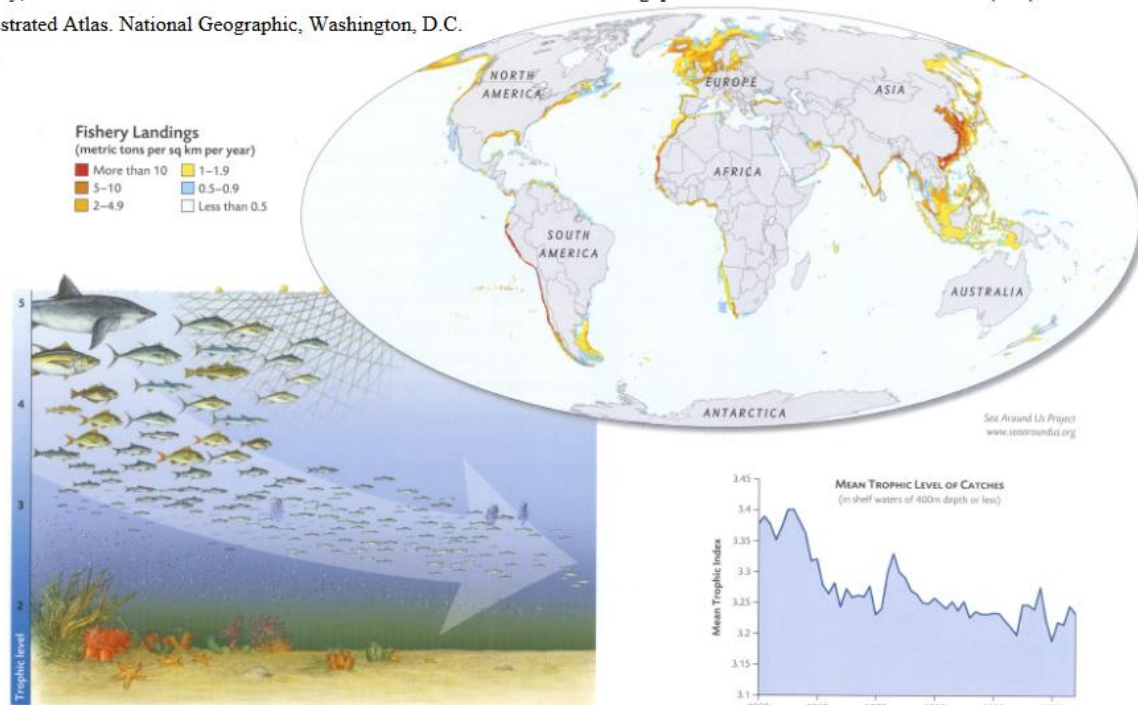 strated Atlas. National Geographic, Washington, D.C.
Fishery Landings
(metric tons per sq km per year)
More than 10
5–10
2–4.9
1–1.9
0.5–0.9
Less than 0.5
NORTH
AMERICA
EUROPE
ASIA
AFRICA
SOUTH
AMERICA
AUSTRALIA
ANTARCTICA
Sea Around Us Project
www.seaaroundus.org
5
4
3
2
Trophic level
MEAN TROPHIC LEVEL OF CATCHES
(in shelf waters of 400m depth or less)
Mean Trophic Index
3.45
3.4
3.35
3.3
3.25
3.2
3.15
3.1